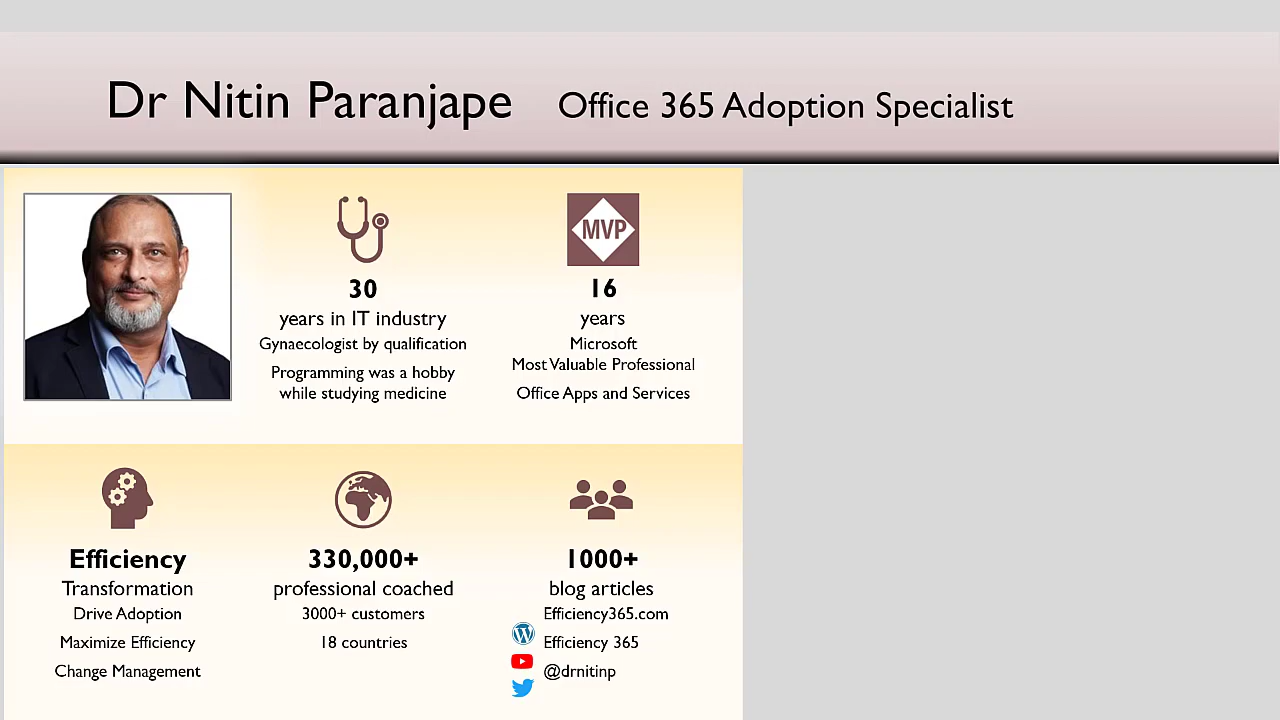 Dr Nitin Paranjape Office 365 Adoption Specialist
30
years in IT industry
Gynaecologist by qualification
Programming was a hobby
while studying medicine
MVP
16
years
Microsoft
Most Valuable Professional
Office Apps and Services
Efficiency
Transformation
Drive Adoption
Maximize Efficiency
Change Management
330,000+
professional coached
3000+ customers
18 countries
1000+
blog articles
Efficiency365.com
Efficiency 365
@drnitinp